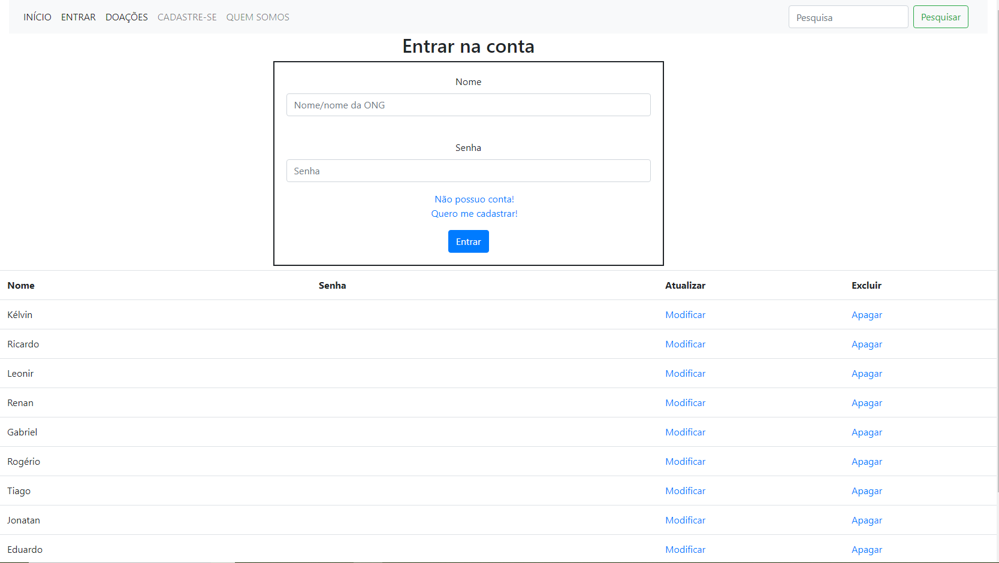 INÍCIO ENTRAR DOAÇÕES CADASTRE-SE QUEM SOMOS Pesquisa Pesquisar
Entrar na conta
Nome
Nome/nome da ONG
Senha
Senha
Não possuo conta!
Quero me cadastrar!
Entrar
Nome Senha Atualizar Excluir
Kélvin Modificar Apagar
Ricardo Modificar Apagar
Leonir Modificar Apagar
Renan Modificar Apagar
Gabriel Modificar Apagar
Rogério Modificar Apagar
Tiago Modificar Apagar
Jonatan Modificar Apagar
Eduardo Modificar Apagar